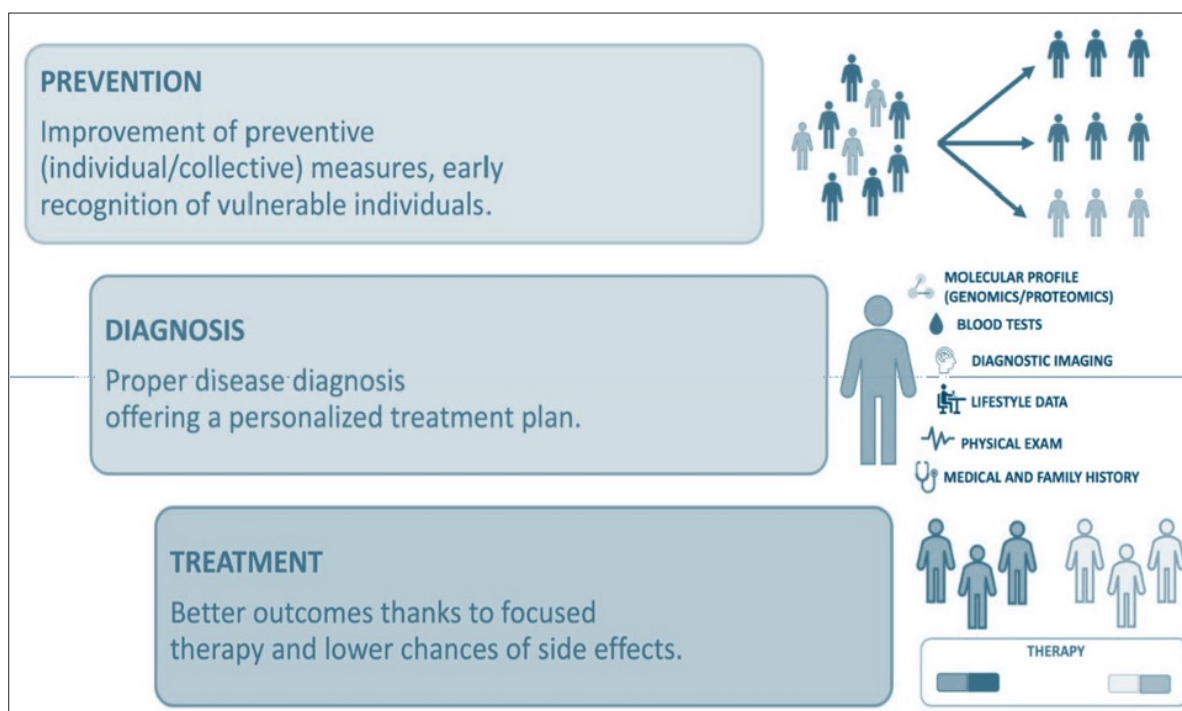 PREVENTION
Improvement of preventive
(individual/collective) measures, early
recognition of vulnerable individuals.
DIAGNOSIS
Proper disease diagnosis
offering a personalized treatment plan.
MOLECULAR PROFILE
(GENOMICS/PROTEOMICS)
BLOOD TESTS
DIAGNOSTIC IMAGING
LIFESTYLE DATA
PHYSICAL EXAM
MEDICAL AND FAMILY HISTORY
TREATMENT
Better outcomes thanks to focused
therapy and lower chances of side effects.
THERAPY